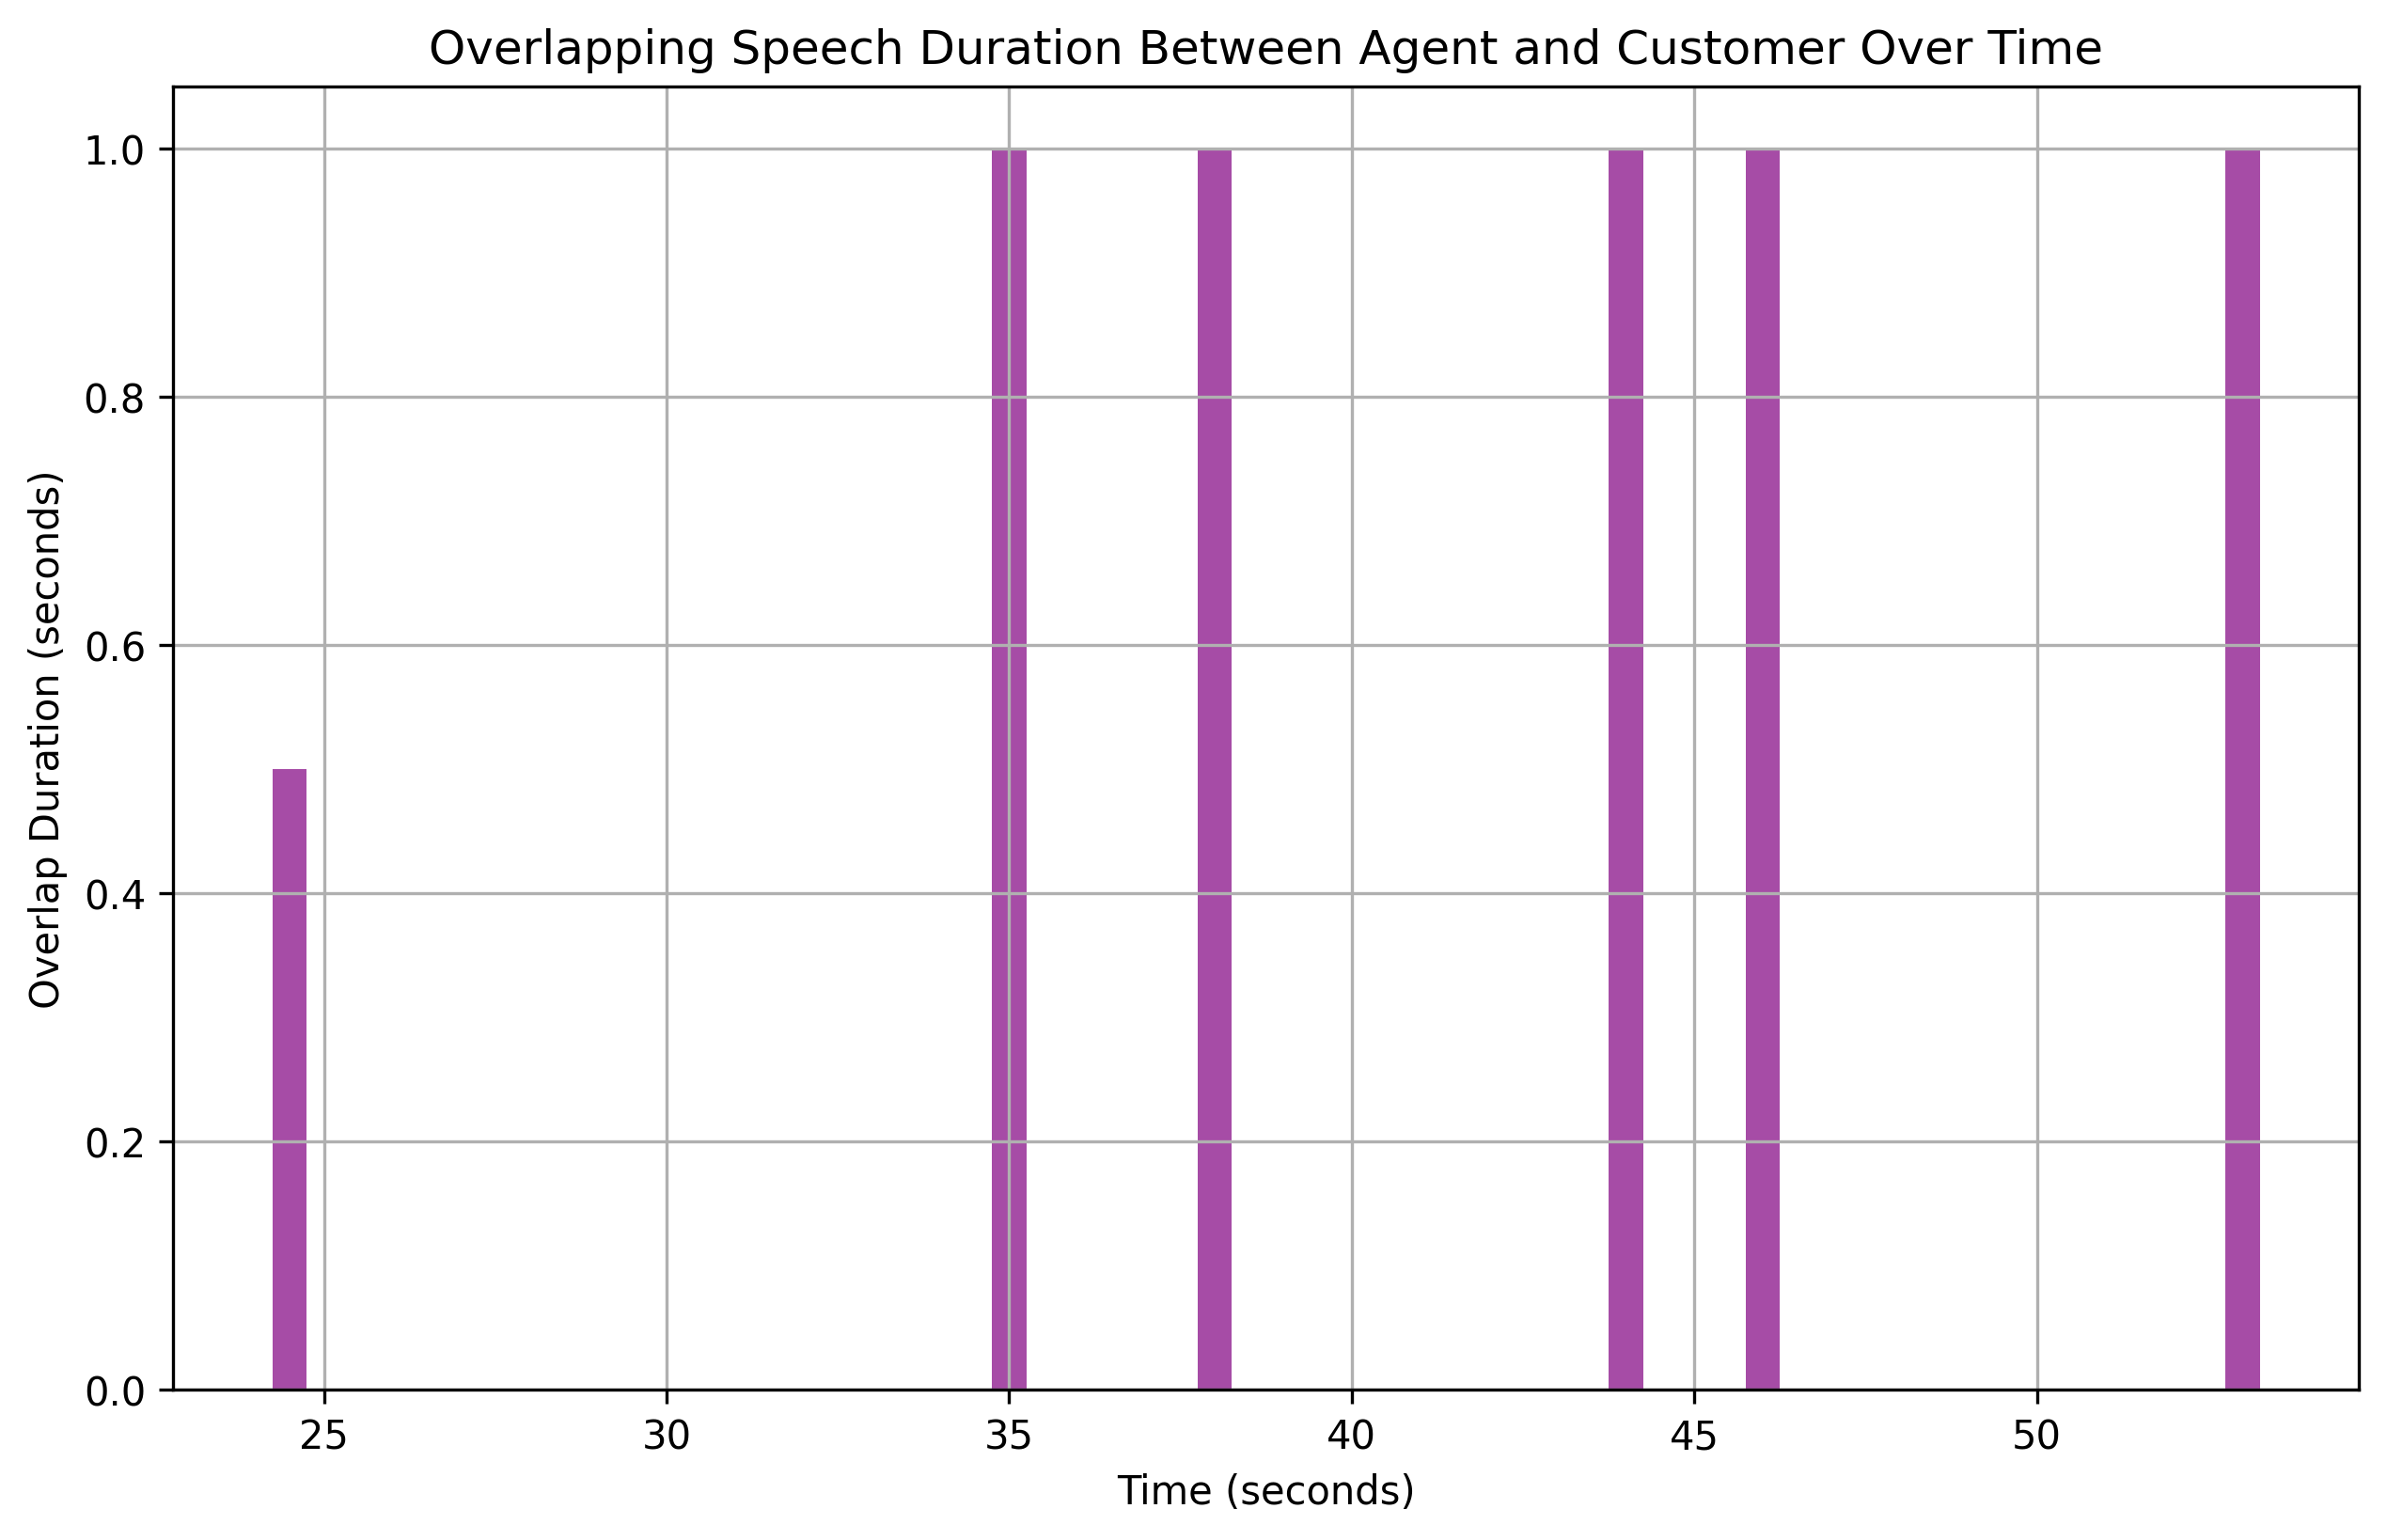 Overlapping Speech Duration Between Agent and Customer Over Time
Overlap Duration (seconds)
1.0
0.8
0.6
0.4
0.2
0.0
25 30 35 40 45 50
Time (seconds)